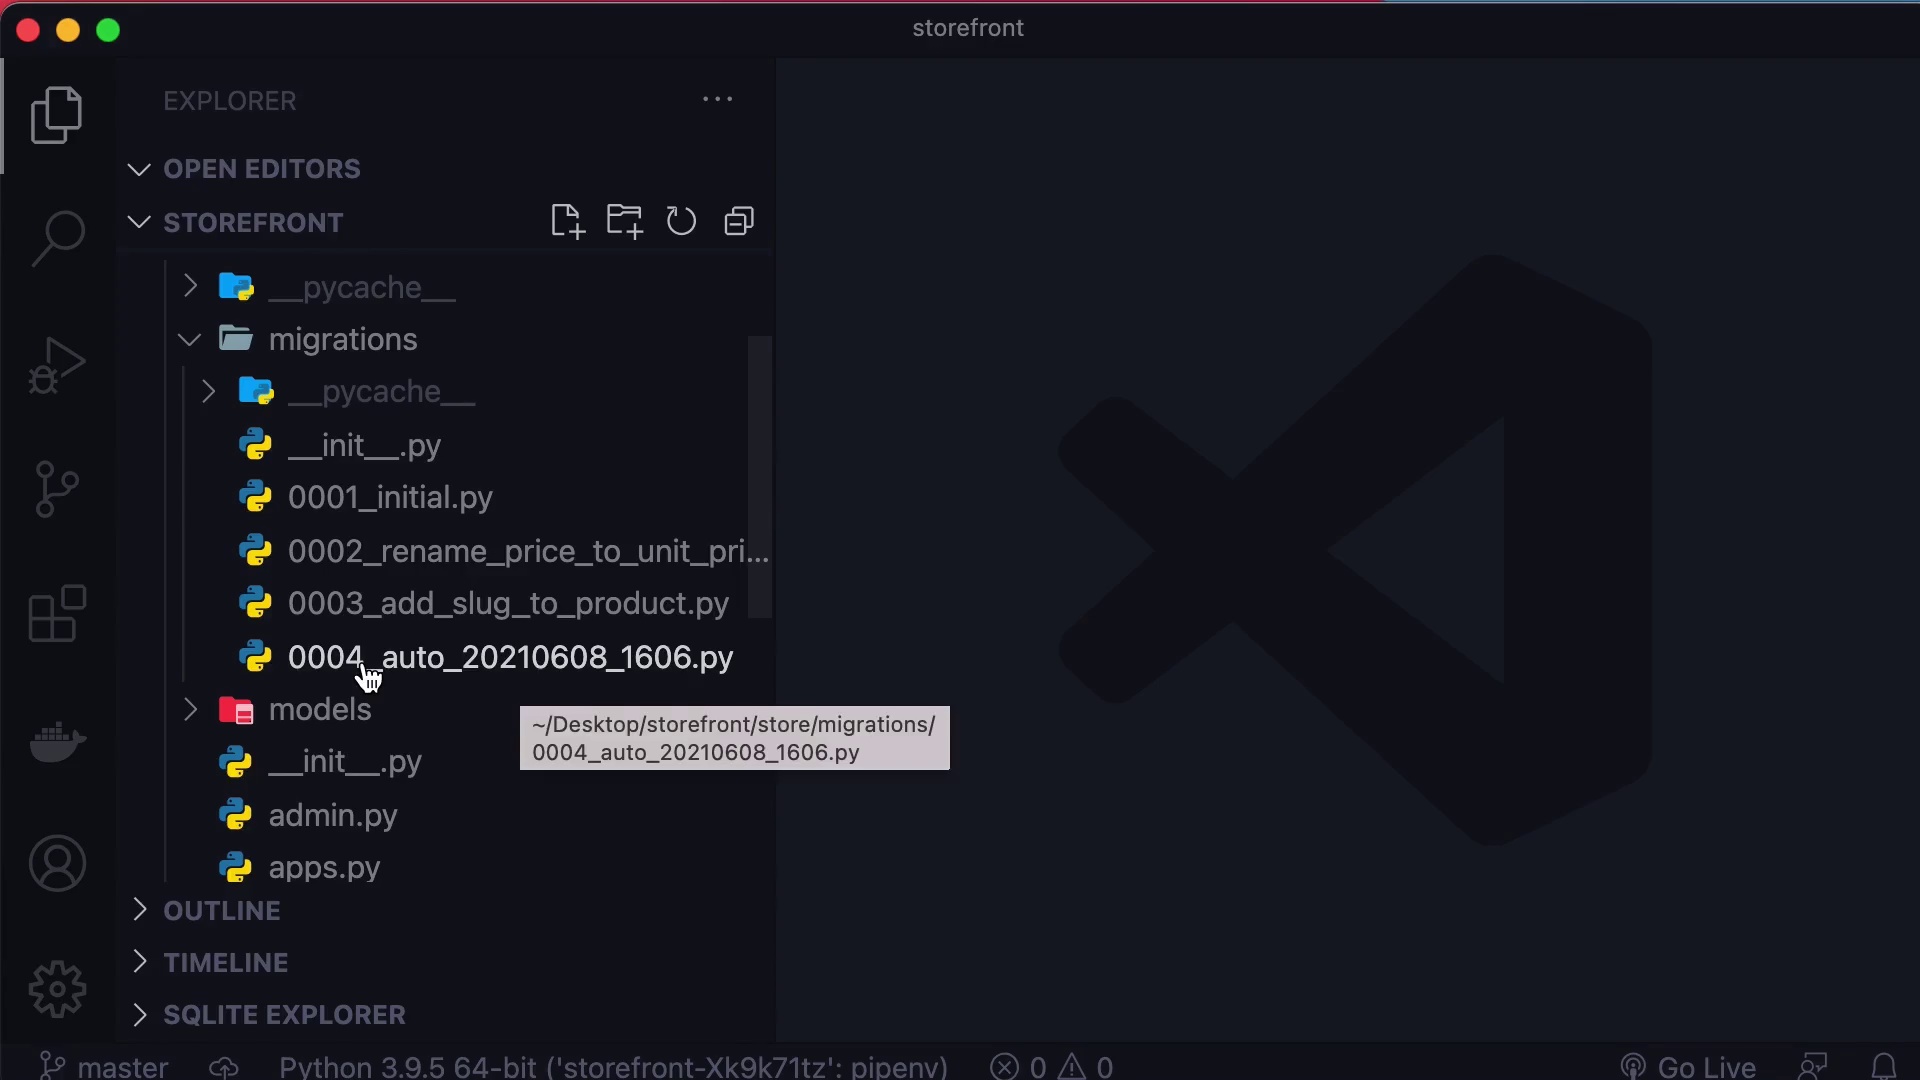 storefront
EXPLORER
OPEN EDITORS
STOREFRONT
__pycache__
migrations
__pycache__
__init__.py
0001_initial.py
0002_rename_price_to_unit_pri...
0003_add_slug_to_product.py
0004_auto_20210608_1606.py
models
~/Desktop/storefront/store/migrations/
0004_auto_20210608_1606.py
__init__.py
admin.py
apps.py
OUTLINE
TIMELINE
SQLITE EXPLORER
master Python 3.9.5 64-bit ('storefront-Xk9k71tz': pipenv) 0 0 Go Live